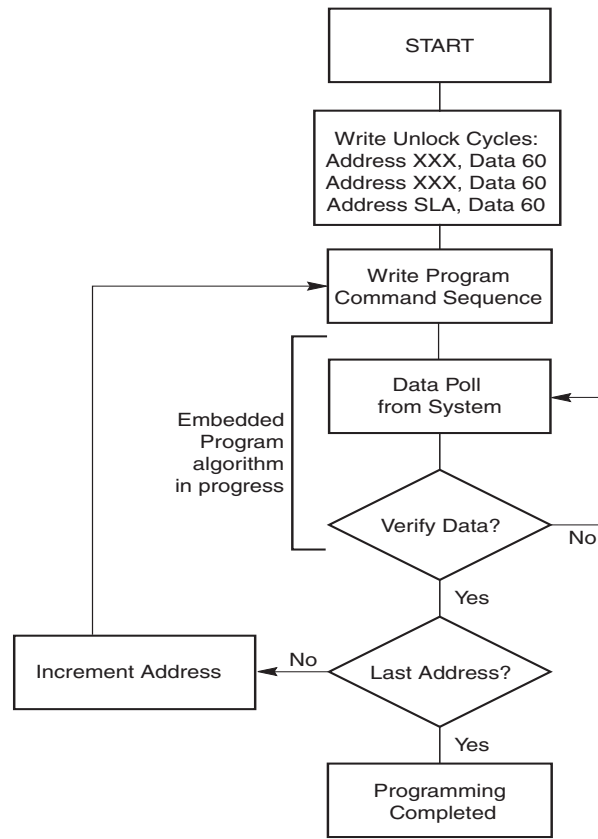 START
Write Unlock Cycles:
Address XXX, Data 60
Address XXX, Data 60
Address SLA, Data 60
Write Program
Command Sequence
Data Poll
from System
Embedded
Program
algorithm
in progress
Verify Data?
No
Yes
Increment Address
No
Last Address?
Yes
Programming
Completed